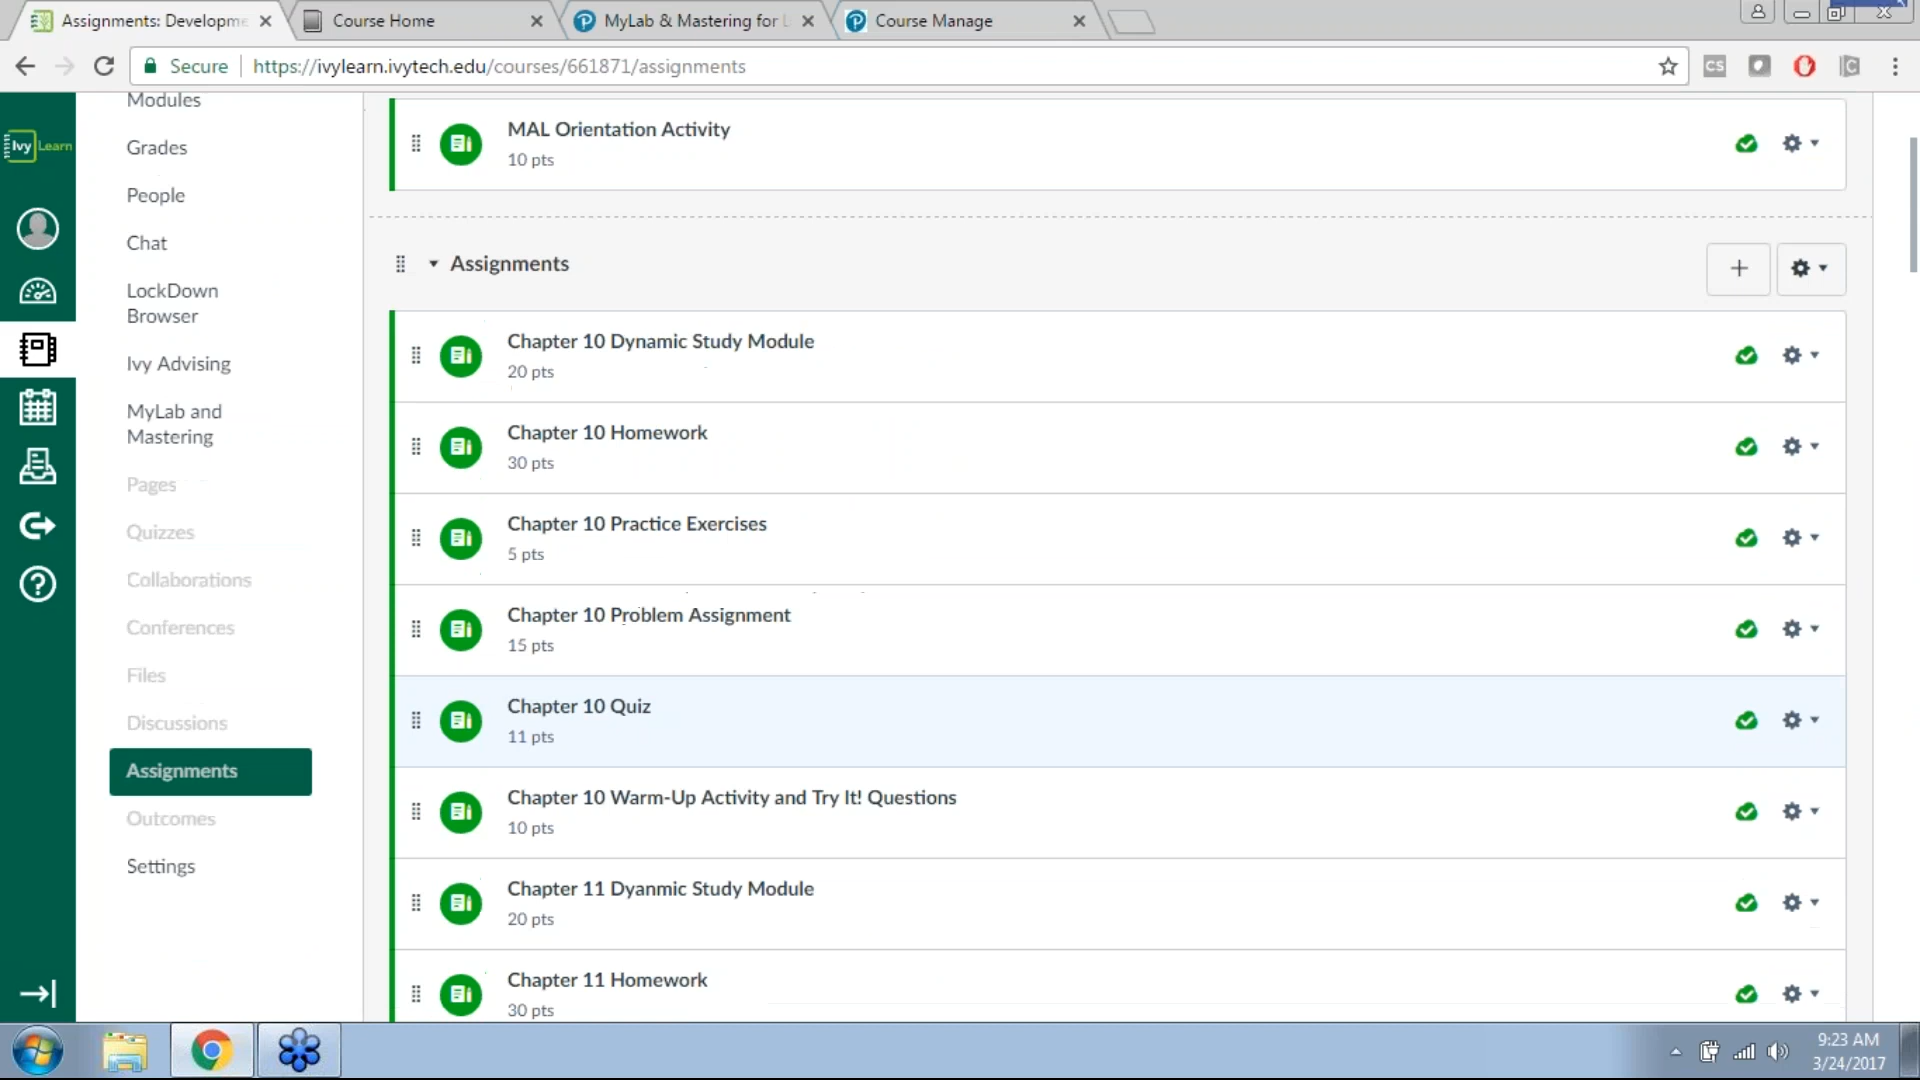 Assignments: Developme
Course Home
MyLab & Mastering for L
Course Manage
Secure
https://ivylearn.ivytech.edu/courses/661871/assignments
CS
C
Ivy Learn
Modules
Grades
People
Chat
LockDown
Browser
Ivy Advising
MyLab and
Mastering
Pages
Quizzes
Collaborations
Conferences
Files
Discussions
Assignments
Outcomes
Settings
MAL Orientation Activity
10 pts
Assignments
Chapter 10 Dynamic Study Module
20 pts
Chapter 10 Homework
30 pts
Chapter 10 Practice Exercises
5 pts
Chapter 10 Problem Assignment
15 pts
Chapter 10 Quiz
11 pts
Chapter 10 Warm-Up Activity and Try It! Questions
10 pts
Chapter 11 Dyanmic Study Module
20 pts
Chapter 11 Homework
30 pts
9:23 AM
3/24/2017